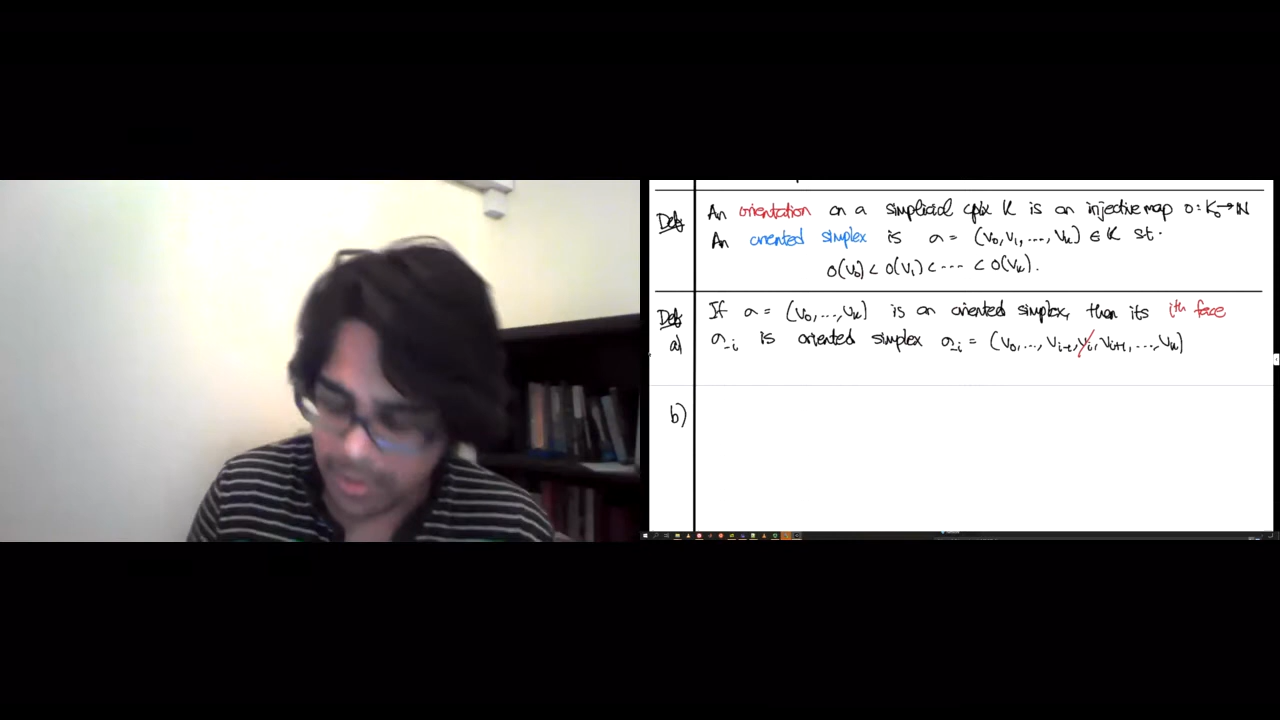 Def An orientation on a simplicial cplx K is an injective map o : K₀ → ℕ
An oriented simplex is σ = (v₀, v₁, ..., vₖ) ∈ K st.
o(v₀) < o(v₁) < ---- < o(vₖ).
Def If σ = (v₀, ..., vₖ) is an oriented simplex, then its ith face
a) σ₋ᵢ is oriented simplex σ₋ᵢ = (v₀, ..., vᵢ₋₁, vᵢ, vᵢ₊₁, ..., vₖ)
b)